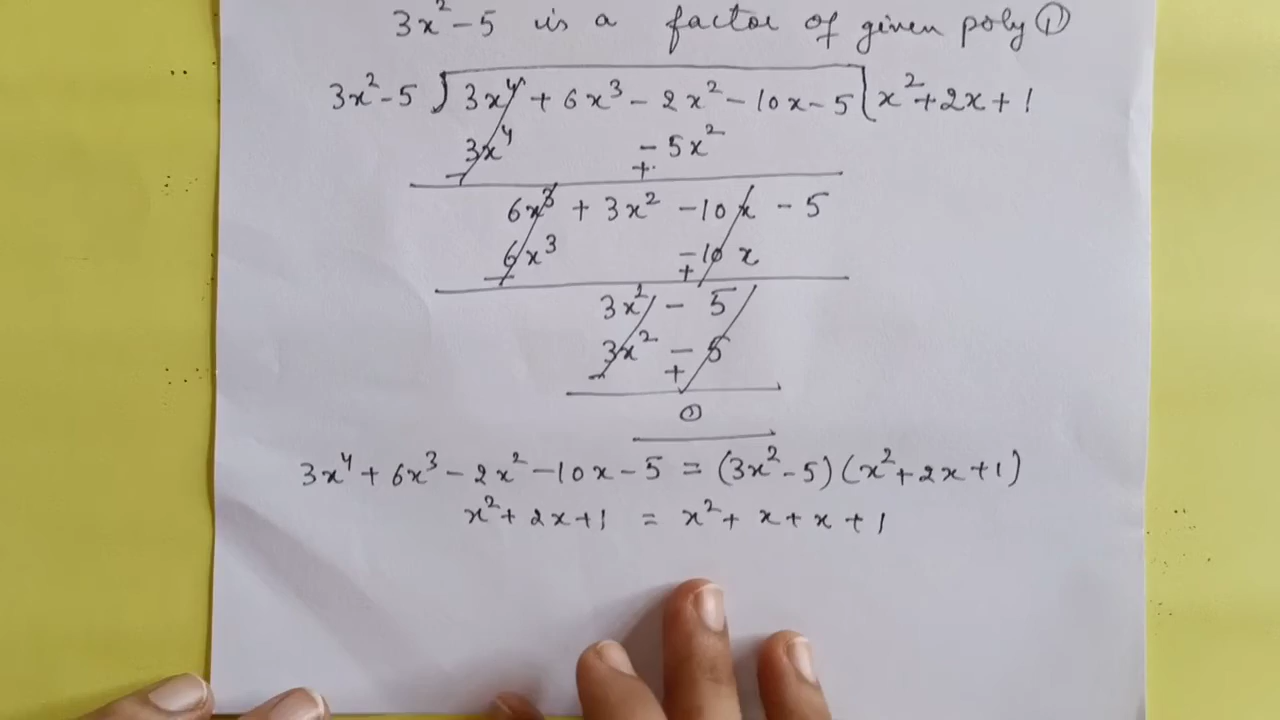 3x² - 5 is a factor of given poly ①
3x² - 5 ) 3x⁴ + 6x³ - 2x² - 10x - 5 ( x² + 2x + 1
3x⁴ - 5x²
- +
6x³ + 3x² - 10x - 5
6x³ - 10x
- +
3x² - 5
3x² - 5
- +
0
3x⁴ + 6x³ - 2x² - 10x - 5 = (3x² - 5)(x² + 2x + 1)
x² + 2x + 1 = x² + x + x + 1